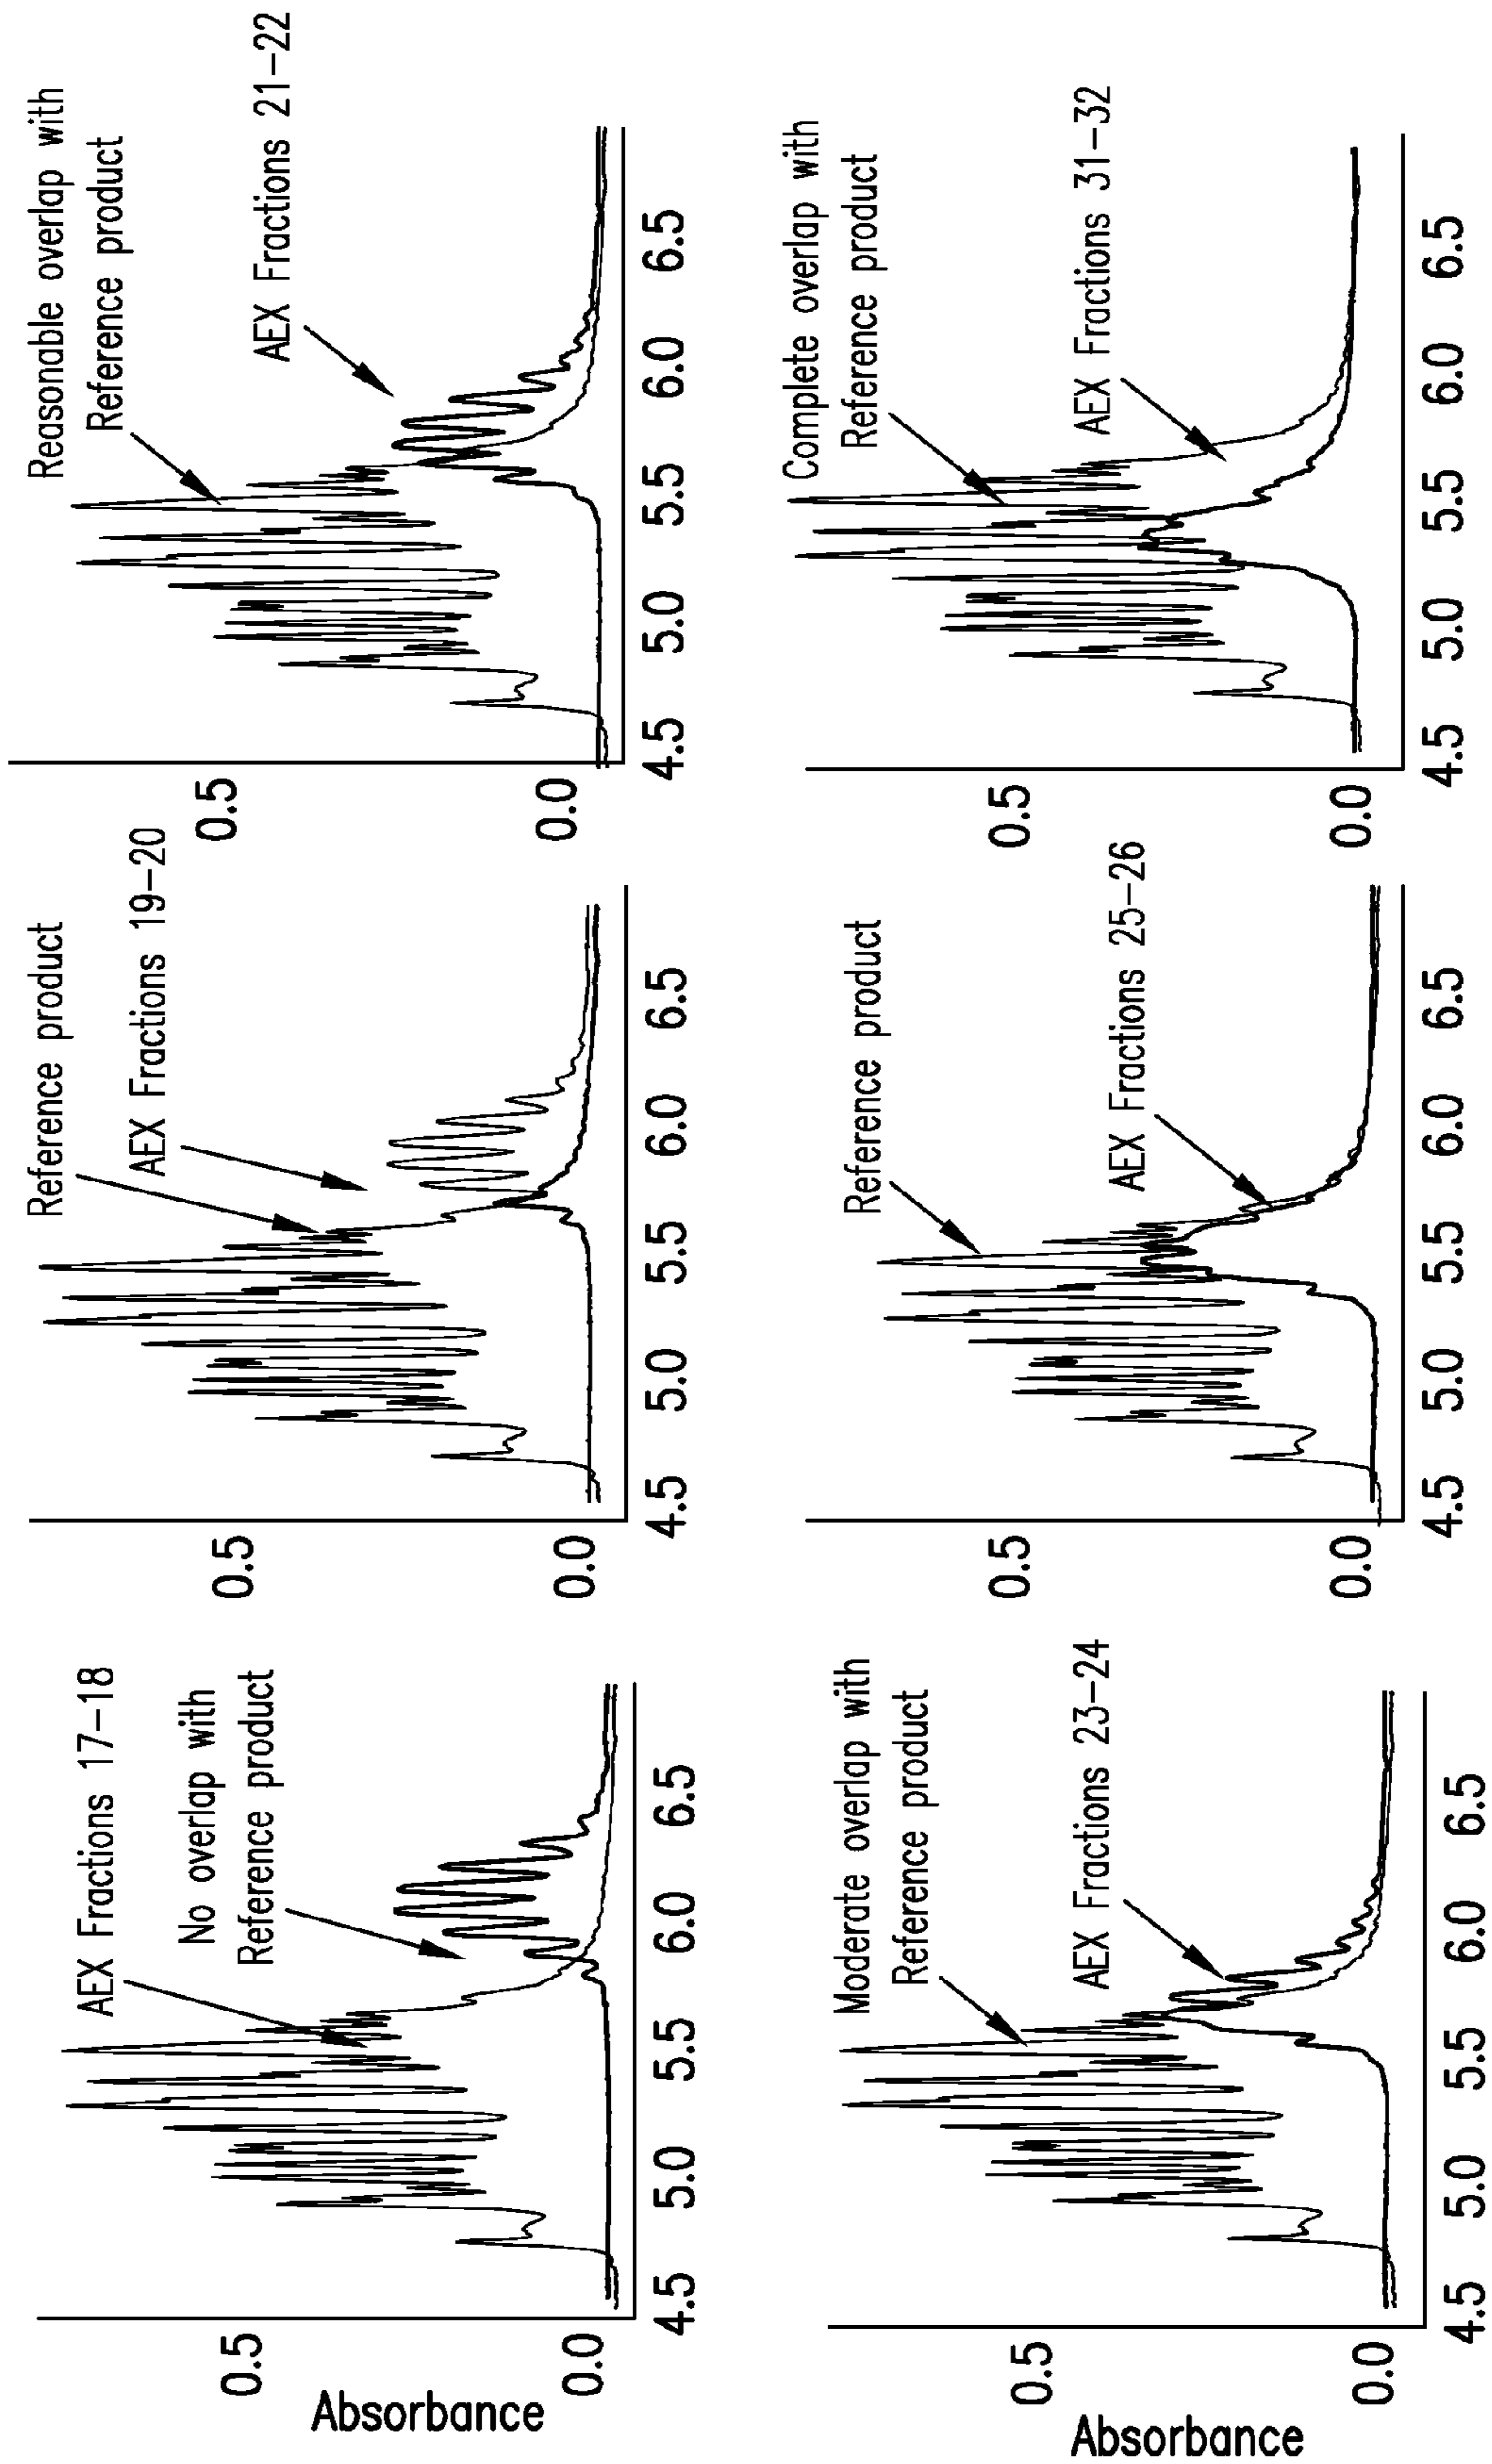 AEX Fractions 17–18
No overlap with
Reference product
0.5
0.0
Absorbance
4.5 5.0 5.5 6.0 6.5
Reference product
AEX Fractions 19–20
0.5
0.0
4.5 5.0 5.5 6.0 6.5
Reasonable overlap with
Reference product
AEX Fractions 21–22
0.5
0.0
4.5 5.0 5.5 6.0 6.5
Moderate overlap with
Reference product
AEX Fractions 23–24
0.5
0.0
Absorbance
4.5 5.0 5.5 6.0 6.5
Reference product
AEX Fractions 25–26
0.5
0.0
4.5 5.0 5.5 6.0 6.5
Complete overlap with
Reference product
AEX Fractions 31–32
0.5
0.0
4.5 5.0 5.5 6.0 6.5